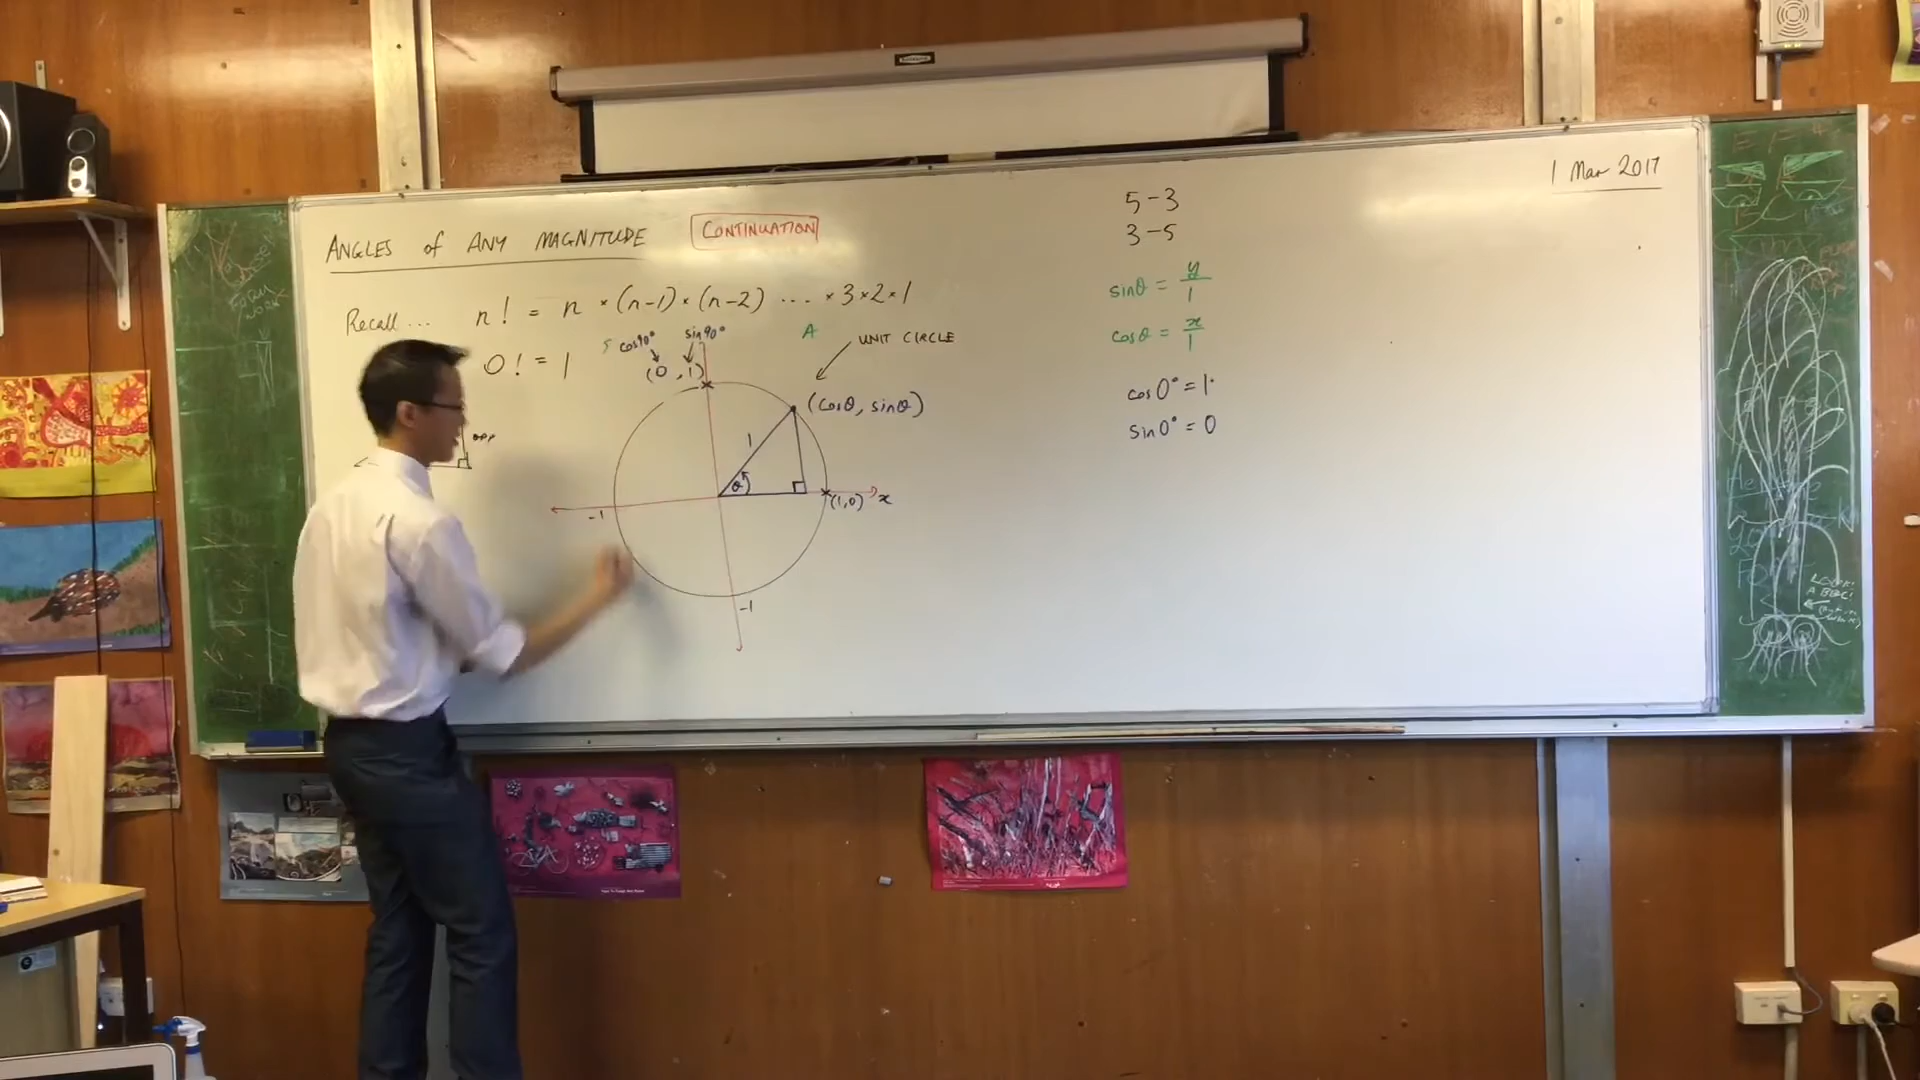 1 Mar 2017
ANGLES of ANY MAGNITUDE
CONTINUATION
Recall ...
n! = n × (n-1) × (n-2) ... × 3 × 2 × 1
0! = 1
S
cos90° sin90°
(0, 1)
A
UNIT CIRCLE
(cosθ, sinθ)
OPP
1
θ
(1,0) x
-1
-1
5-3
3-5
sinθ = y/1
cosθ = x/1
cos0° = 1
sin0° = 0
LOOK!